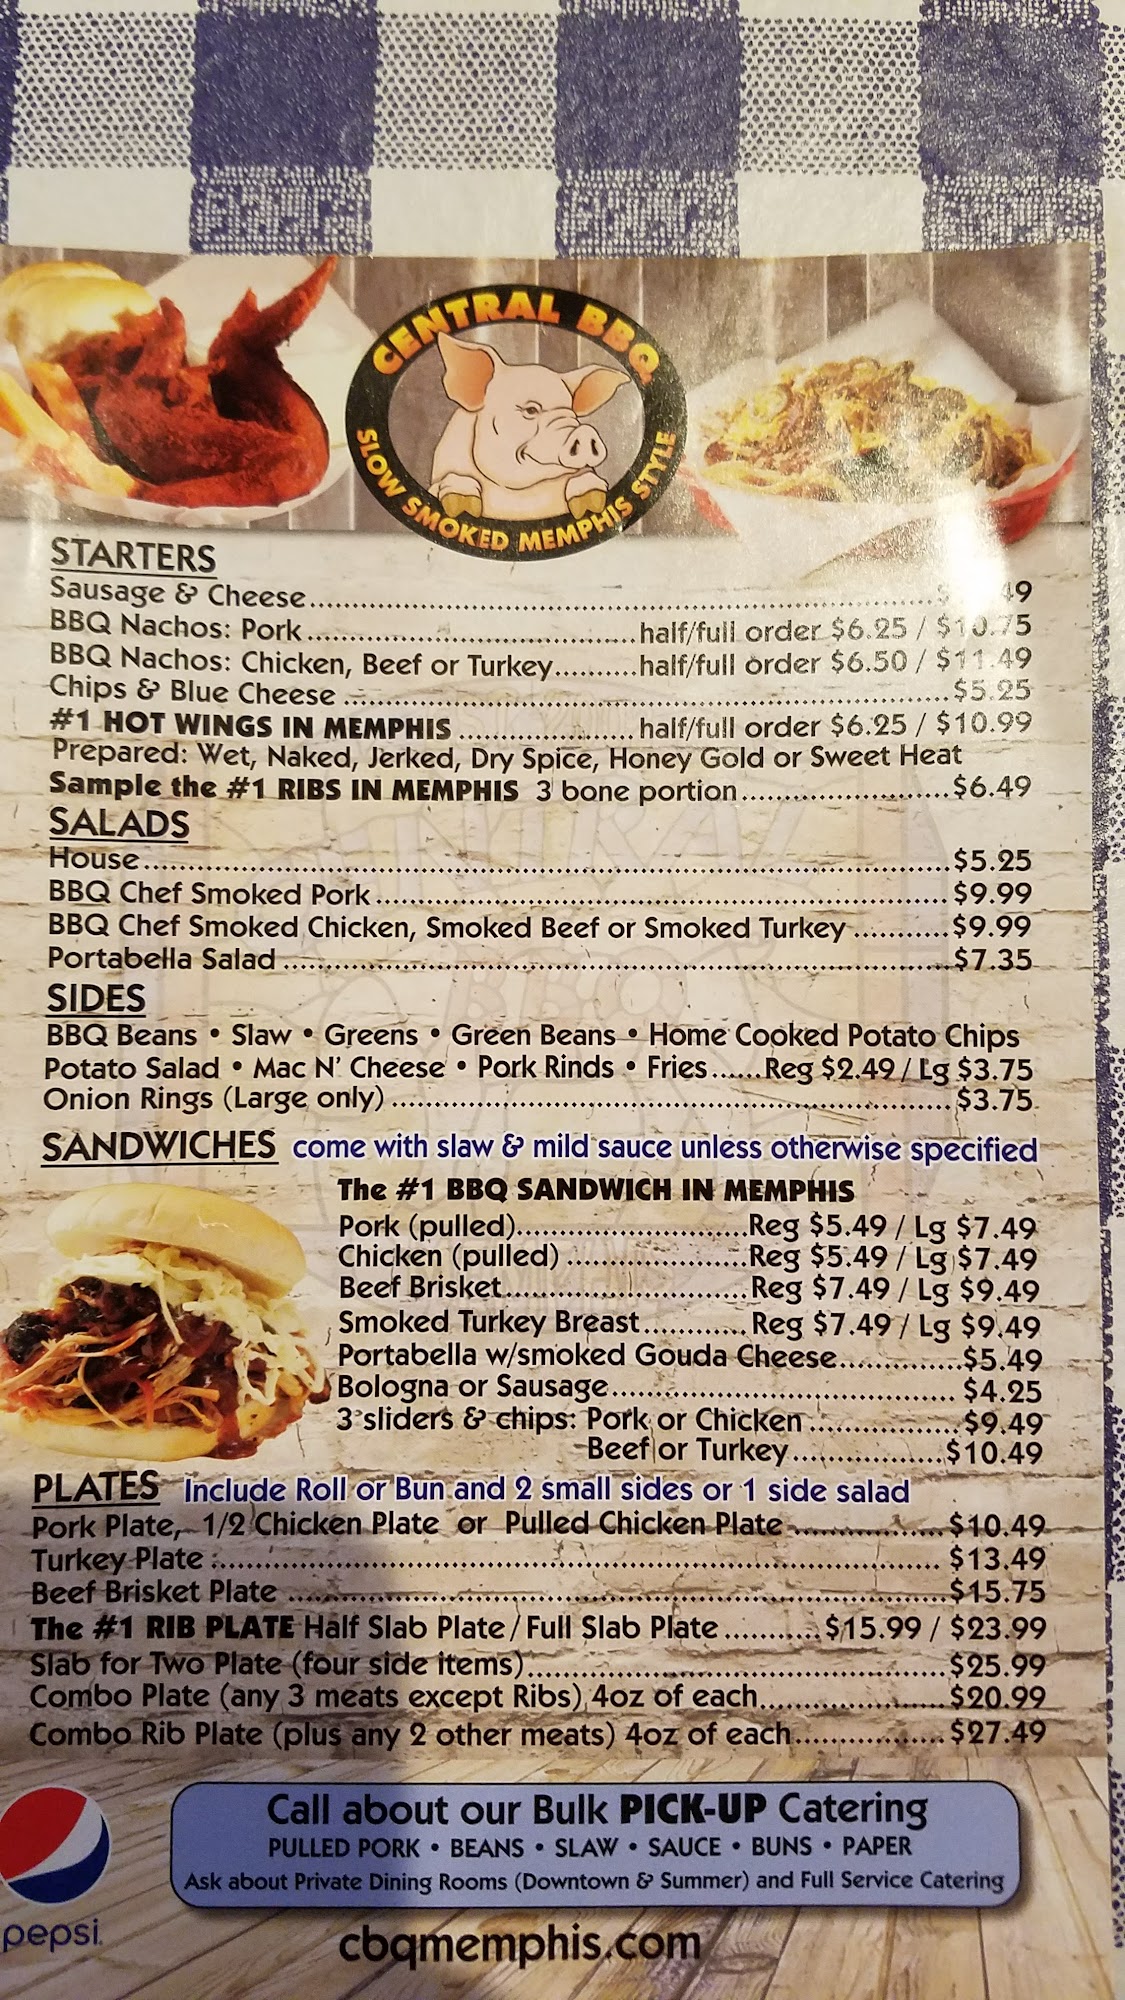 CENTRAL BBQ
SLOW SMOKED MEMPHIS STYLE
STARTERS
Sausage & Cheese..........$ 49
BBQ Nachos: Pork..........half/full order $6.25 / $10.75
BBQ Nachos: Chicken, Beef or Turkey..........half/full order $6.50 / $11.49
Chips & Blue Cheese..........$5.25
#1 HOT WINGS IN MEMPHIS..........half/full order $6.25 / $10.99
Prepared: Wet, Naked, Jerked, Dry Spice, Honey Gold or Sweet Heat
Sample the #1 RIBS IN MEMPHIS 3 bone portion..........$6.49
SALADS
House..........$5.25
BBQ Chef Smoked Pork..........$9.99
BBQ Chef Smoked Chicken, Smoked Beef or Smoked Turkey..........$9.99
Portabella Salad..........$7.35
SIDES
BBQ Beans • Slaw • Greens • Green Beans • Home Cooked Potato Chips
Potato Salad • Mac N' Cheese • Pork Rinds • Fries......Reg $2.49 / Lg $3.75
Onion Rings (Large only)..........$3.75
SANDWICHES come with slaw & mild sauce unless otherwise specified
The #1 BBQ SANDWICH IN MEMPHIS
Pork (pulled)..........Reg $5.49 / Lg $7.49
Chicken (pulled)..........Reg $5.49 / Lg $7.49
Beef Brisket..........Reg $7.49 / Lg $9.49
Smoked Turkey Breast..........Reg $7.49 / Lg $9.49
Portabella w/smoked Gouda Cheese..........$5.49
Bologna or Sausage..........$4.25
3 sliders & chips: Pork or Chicken..........$9.49
Beef or Turkey..........$10.49
PLATES Include Roll or Bun and 2 small sides or 1 side salad
Pork Plate, 1/2 Chicken Plate or Pulled Chicken Plate..........$10.49
Turkey Plate..........$13.49
Beef Brisket Plate..........$15.75
The #1 RIB PLATE Half Slab Plate / Full Slab Plate..........$15.99 / $23.99
Slab for Two Plate (four side items)..........$25.99
Combo Plate (any 3 meats except Ribs) 4oz of each..........$20.99
Combo Rib Plate (plus any 2 other meats) 4oz of each..........$27.49
Call about our Bulk PICK-UP Catering
PULLED PORK • BEANS • SLAW • SAUCE • BUNS • PAPER
Ask about Private Dining Rooms (Downtown & Summer) and Full Service Catering
pepsi
cbqmemphis.com